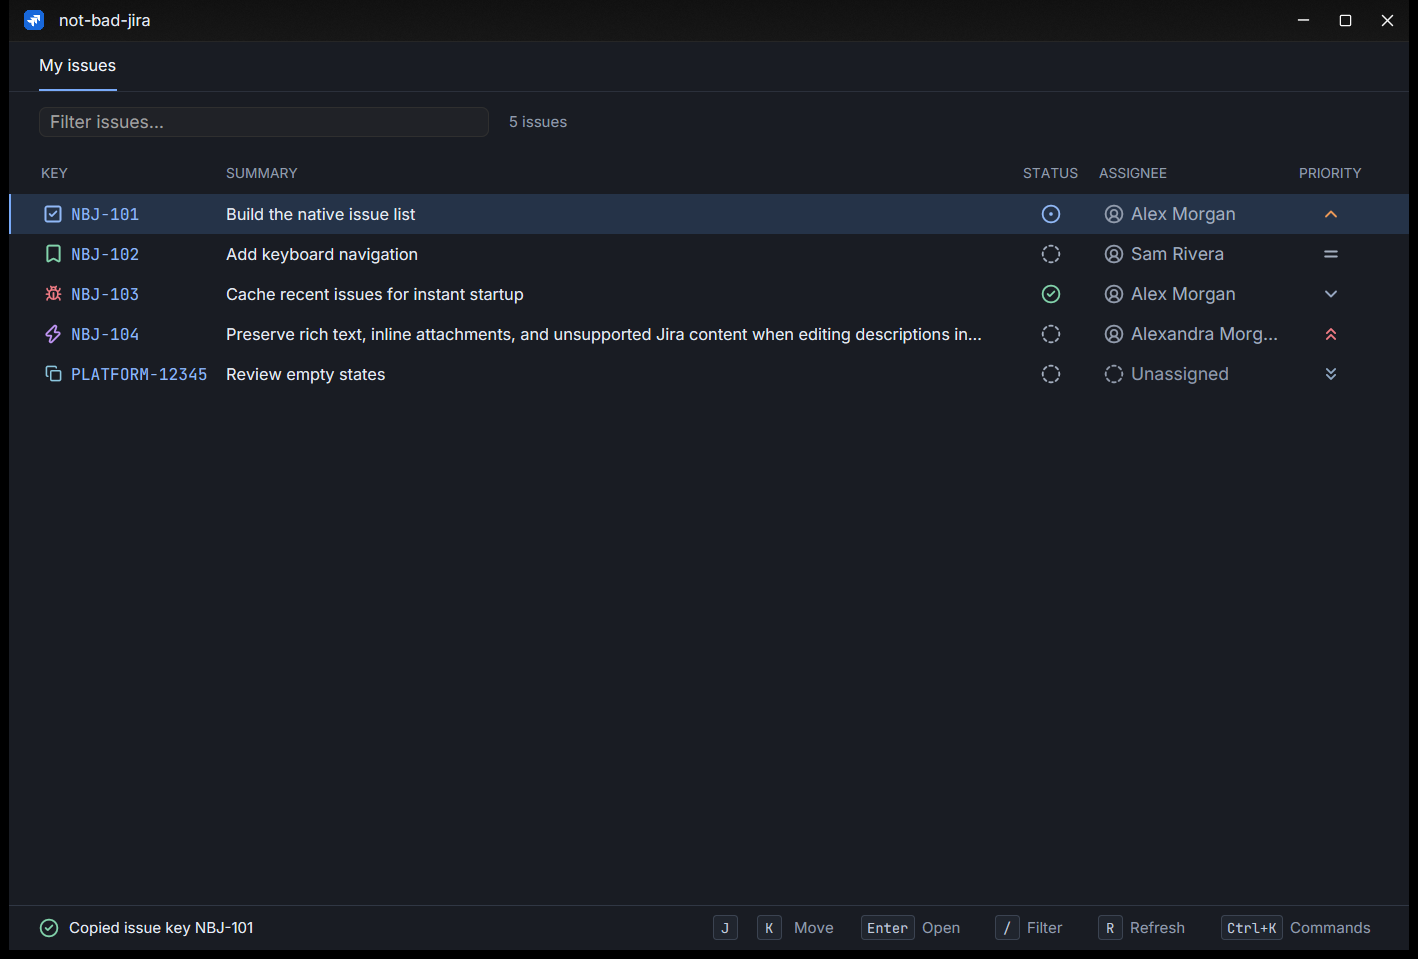 not-bad-jira
My issues
Filter issues...
5 issues
KEY SUMMARY STATUS ASSIGNEE PRIORITY
NBJ-101 Build the native issue list Alex Morgan
NBJ-102 Add keyboard navigation Sam Rivera
NBJ-103 Cache recent issues for instant startup Alex Morgan
NBJ-104 Preserve rich text, inline attachments, and unsupported Jira content when editing descriptions in... Alexandra Morg...
PLATFORM-12345 Review empty states Unassigned
Copied issue key NBJ-101 J K Move Enter Open / Filter R Refresh Ctrl+K Commands